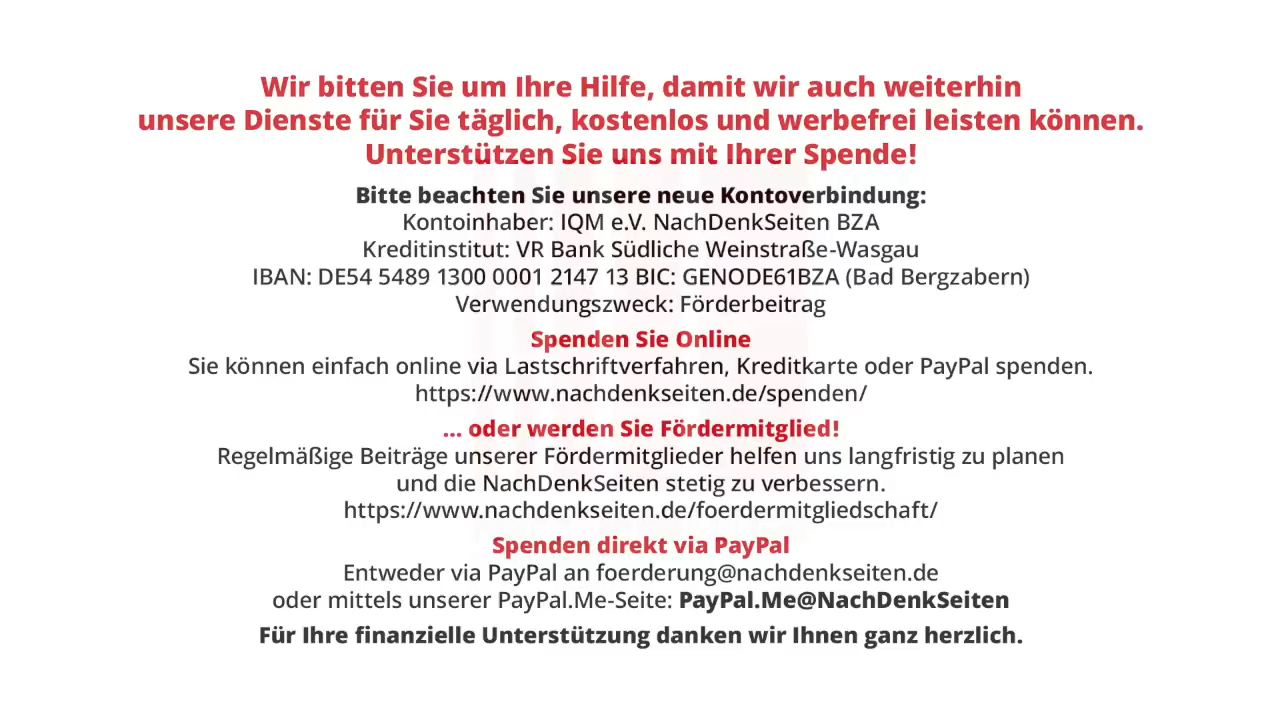 Wir bitten Sie um Ihre Hilfe, damit wir auch weiterhin
unsere Dienste für Sie täglich, kostenlos und werbefrei leisten können.
Unterstützen Sie uns mit Ihrer Spende!
Bitte beachten Sie unsere neue Kontoverbindung:
Kontoinhaber: IQM e.V. NachDenkSeiten BZA
Kreditinstitut: VR Bank Südliche Weinstraße-Wasgau
IBAN: DE54 5489 1300 0001 2147 13 BIC: GENODE61BZA (Bad Bergzabern)
Verwendungszweck: Förderbeitrag
Spenden Sie Online
Sie können einfach online via Lastschriftverfahren, Kreditkarte oder PayPal spenden.
https://www.nachdenkseiten.de/spenden/
... oder werden Sie Fördermitglied!
Regelmäßige Beiträge unserer Fördermitglieder helfen uns langfristig zu planen
und die NachDenkSeiten stetig zu verbessern.
https://www.nachdenkseiten.de/foerdermitgliedschaft/
Spenden direkt via PayPal
Entweder via PayPal an foerderung@nachdenkseiten.de
oder mittels unserer PayPal.Me-Seite: PayPal.Me@NachDenkSeiten
Für Ihre finanzielle Unterstützung danken wir Ihnen ganz herzlich.